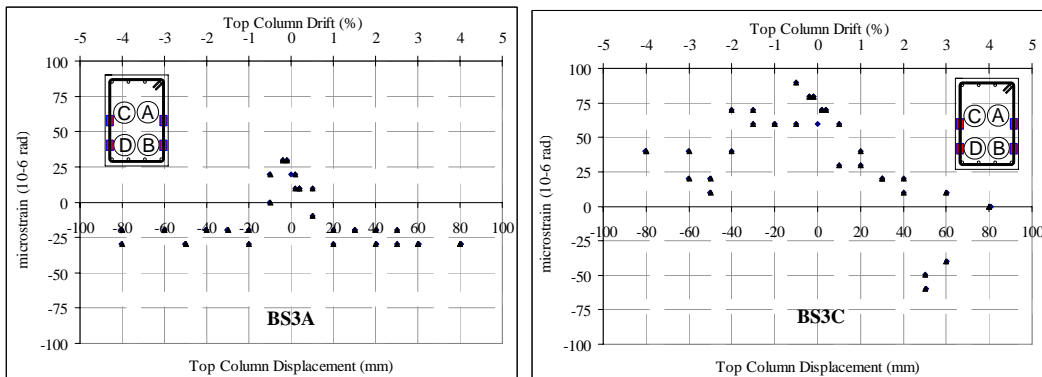 Top Column Drift (%)
-5 -4 -3 -2 -1 0 1 2 3 4 5
100
75
50
25
0
-25
-50
-75
-100
-100 -80 -60 -40 -20 0 20 40 60 80 100
microstrain (10-6 rad)
C A
D B
BS3A
Top Column Displacement (mm)
Top Column Drift (%)
-5 -4 -3 -2 -1 0 1 2 3 4 5
100
75
50
25
0
-25
-50
-75
-100
-100 -80 -60 -40 -20 0 20 40 60 80 100
microstrain (10-6 rad)
C A
D B
BS3C
Top Column Displacement (mm)